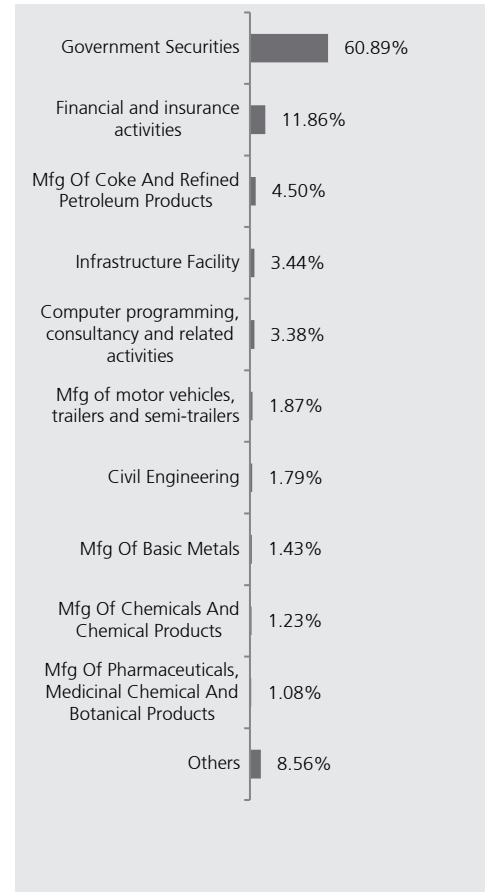 Government Securities 60.89%
Financial and insurance
activities 11.86%
Mfg Of Coke And Refined
Petroleum Products 4.50%
Infrastructure Facility 3.44%
Computer programming,
consultancy and related 3.38%
activities
Mfg of motor vehicles,
trailers and semi-trailers 1.87%
Civil Engineering 1.79%
Mfg Of Basic Metals 1.43%
Mfg Of Chemicals And
Chemical Products 1.23%
Mfg Of Pharmaceuticals,
Medicinal Chemical And 1.08%
Botanical Products
Others 8.56%